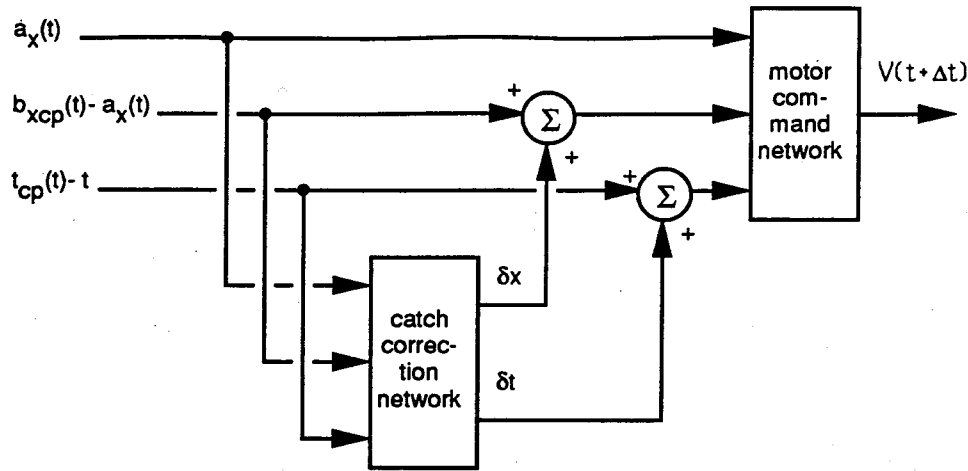 a_x(t)
b_xcp(t) - a_x(t)
t_cp(t) - t
+
Σ
+
+
Σ
+
motor
com-
mand
network
V(t+Δt)
catch
correc-
tion
network
δx
δt